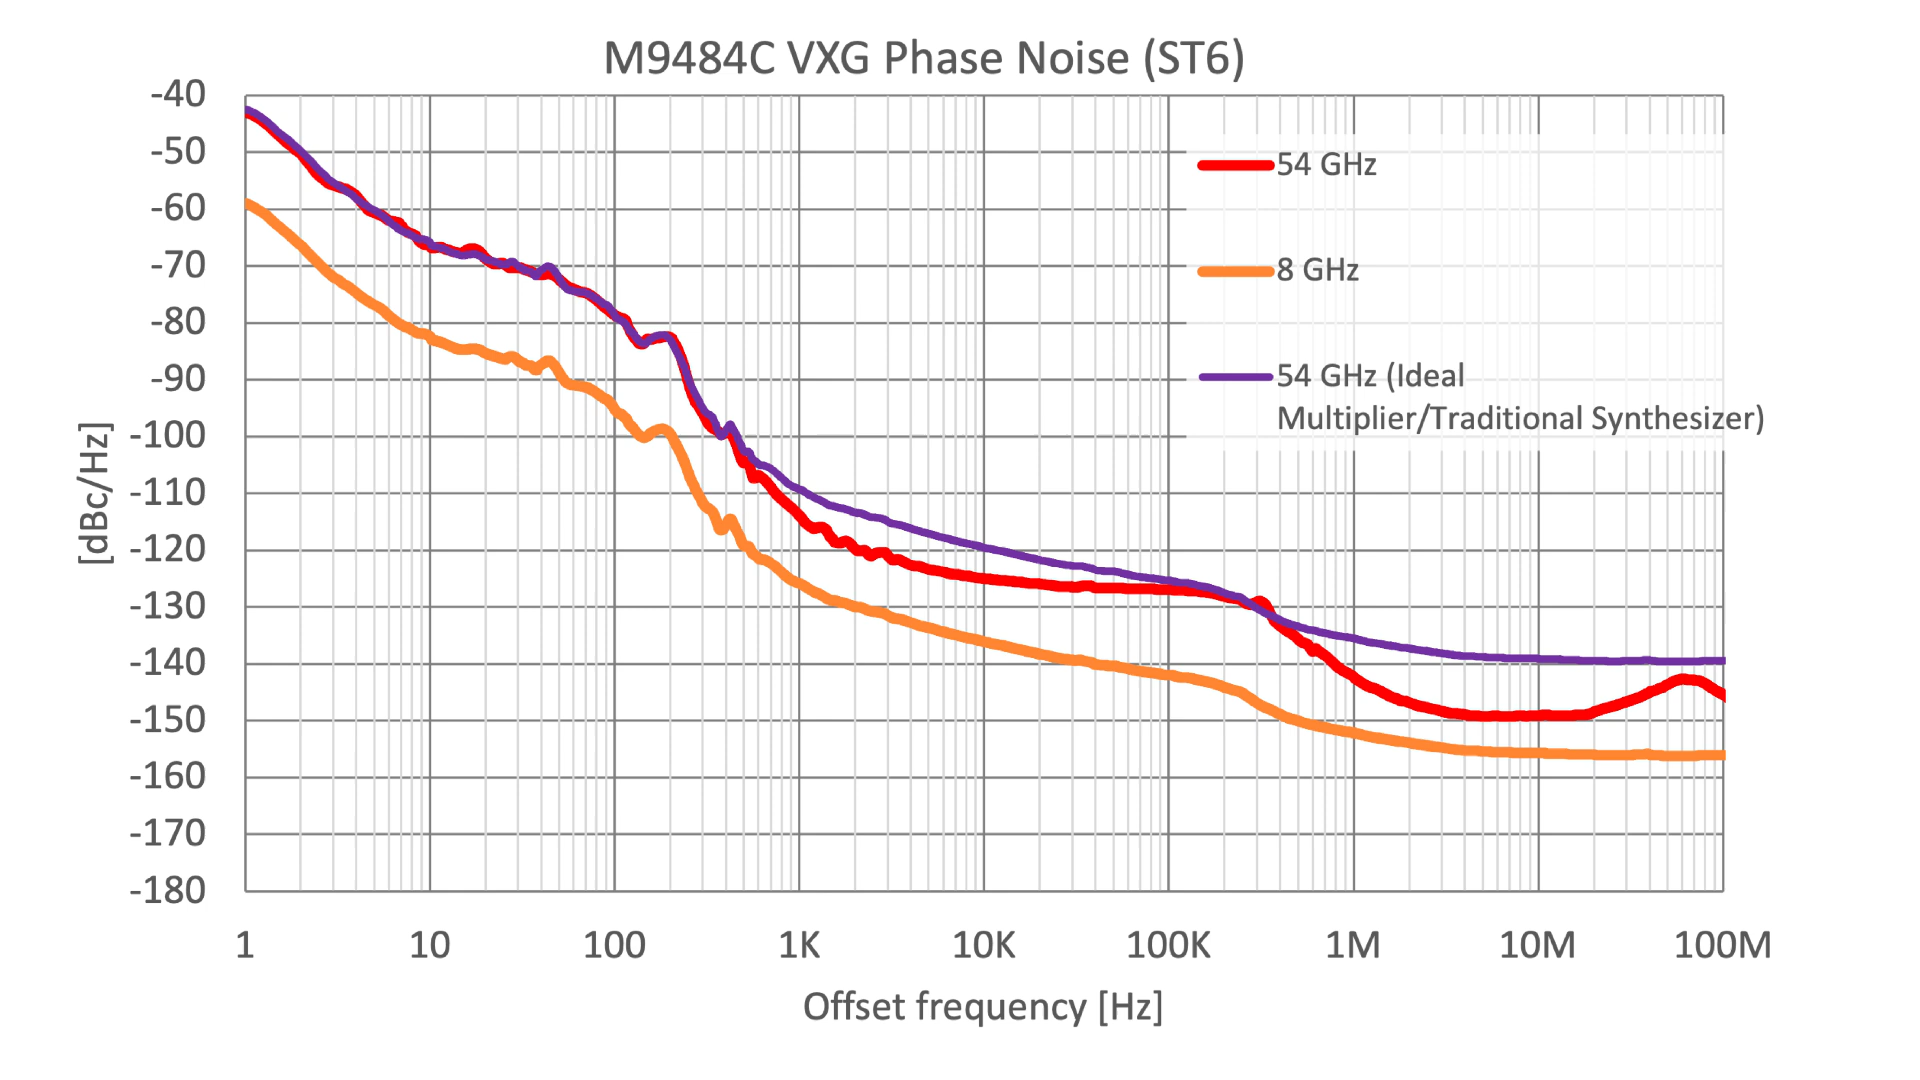 M9484C VXG Phase Noise (ST6)
-40
-50
-60
-70
-80
-90
-100
-110
-120
-130
-140
-150
-160
-170
-180
[dBc/Hz]
54 GHz
8 GHz
54 GHz (Ideal
Multiplier/Traditional Synthesizer)
1 10 100 1K 10K 100K 1M 10M 100M
Offset frequency [Hz]